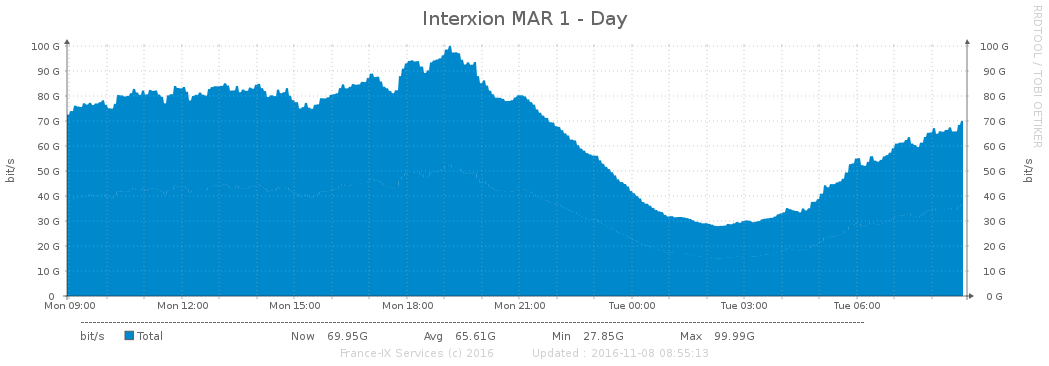 Interxion MAR 1 - Day
RRDTOOL / TOBI OETIKER
bit/s
100 G
90 G
80 G
70 G
60 G
50 G
40 G
30 G
20 G
10 G
0
100 G
90 G
80 G
70 G
60 G
50 G
40 G
30 G
20 G
10 G
0 G
bit/s
Mon 09:00 Mon 12:00 Mon 15:00 Mon 18:00 Mon 21:00 Tue 00:00 Tue 03:00 Tue 06:00
bit/s Total Now 69.95G Avg 65.61G Min 27.85G Max 99.99G
France-IX Services (c) 2016 Updated : 2016-11-08 08:55:13